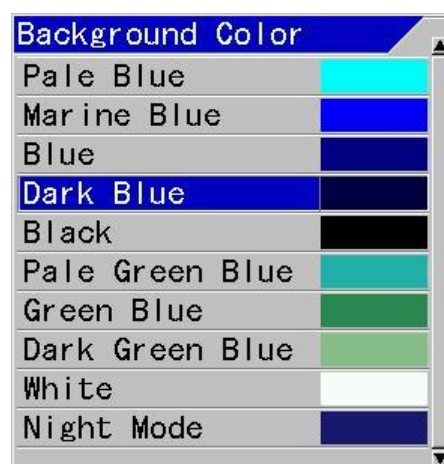 Background Color
Pale Blue
Marine Blue
Blue
Dark Blue
Black
Pale Green Blue
Green Blue
Dark Green Blue
White
Night Mode